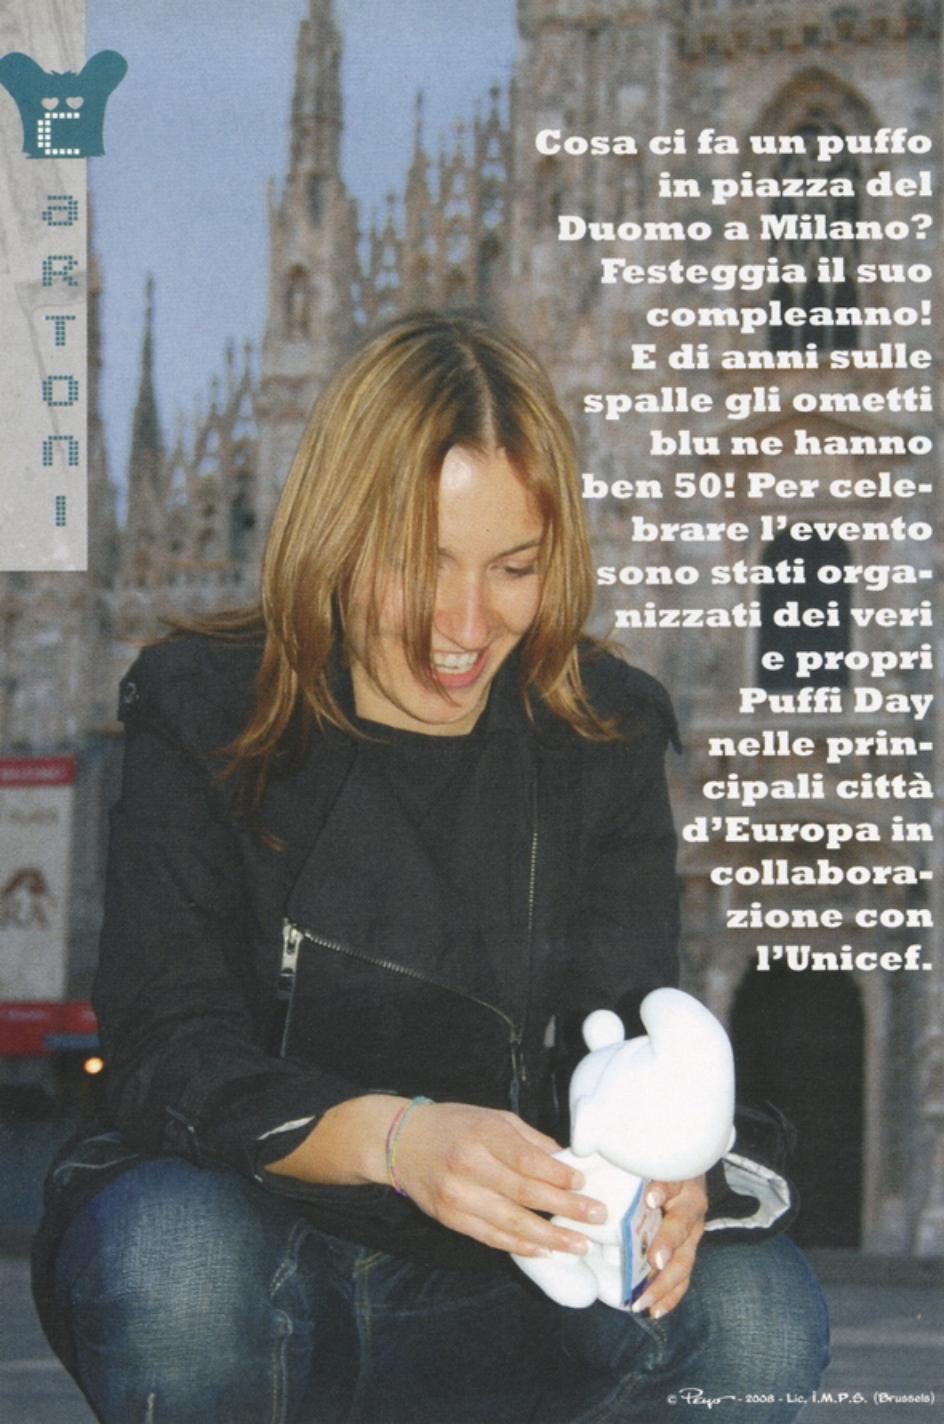 CaRTOnI
Cosa ci fa un puffo
in piazza del
Duomo a Milano?
Festeggia il suo
compleanno!
E di anni sulle
spalle gli ometti
blu ne hanno
ben 50! Per cele-
brare l’evento
sono stati orga-
nizzati dei veri
e propri
Puffi Day
nelle prin-
cipali città
d’Europa in
collabora-
zione con
l’Unicef.
© Peyo - 2008 - Lic. I.M.P.S. (Brussels)